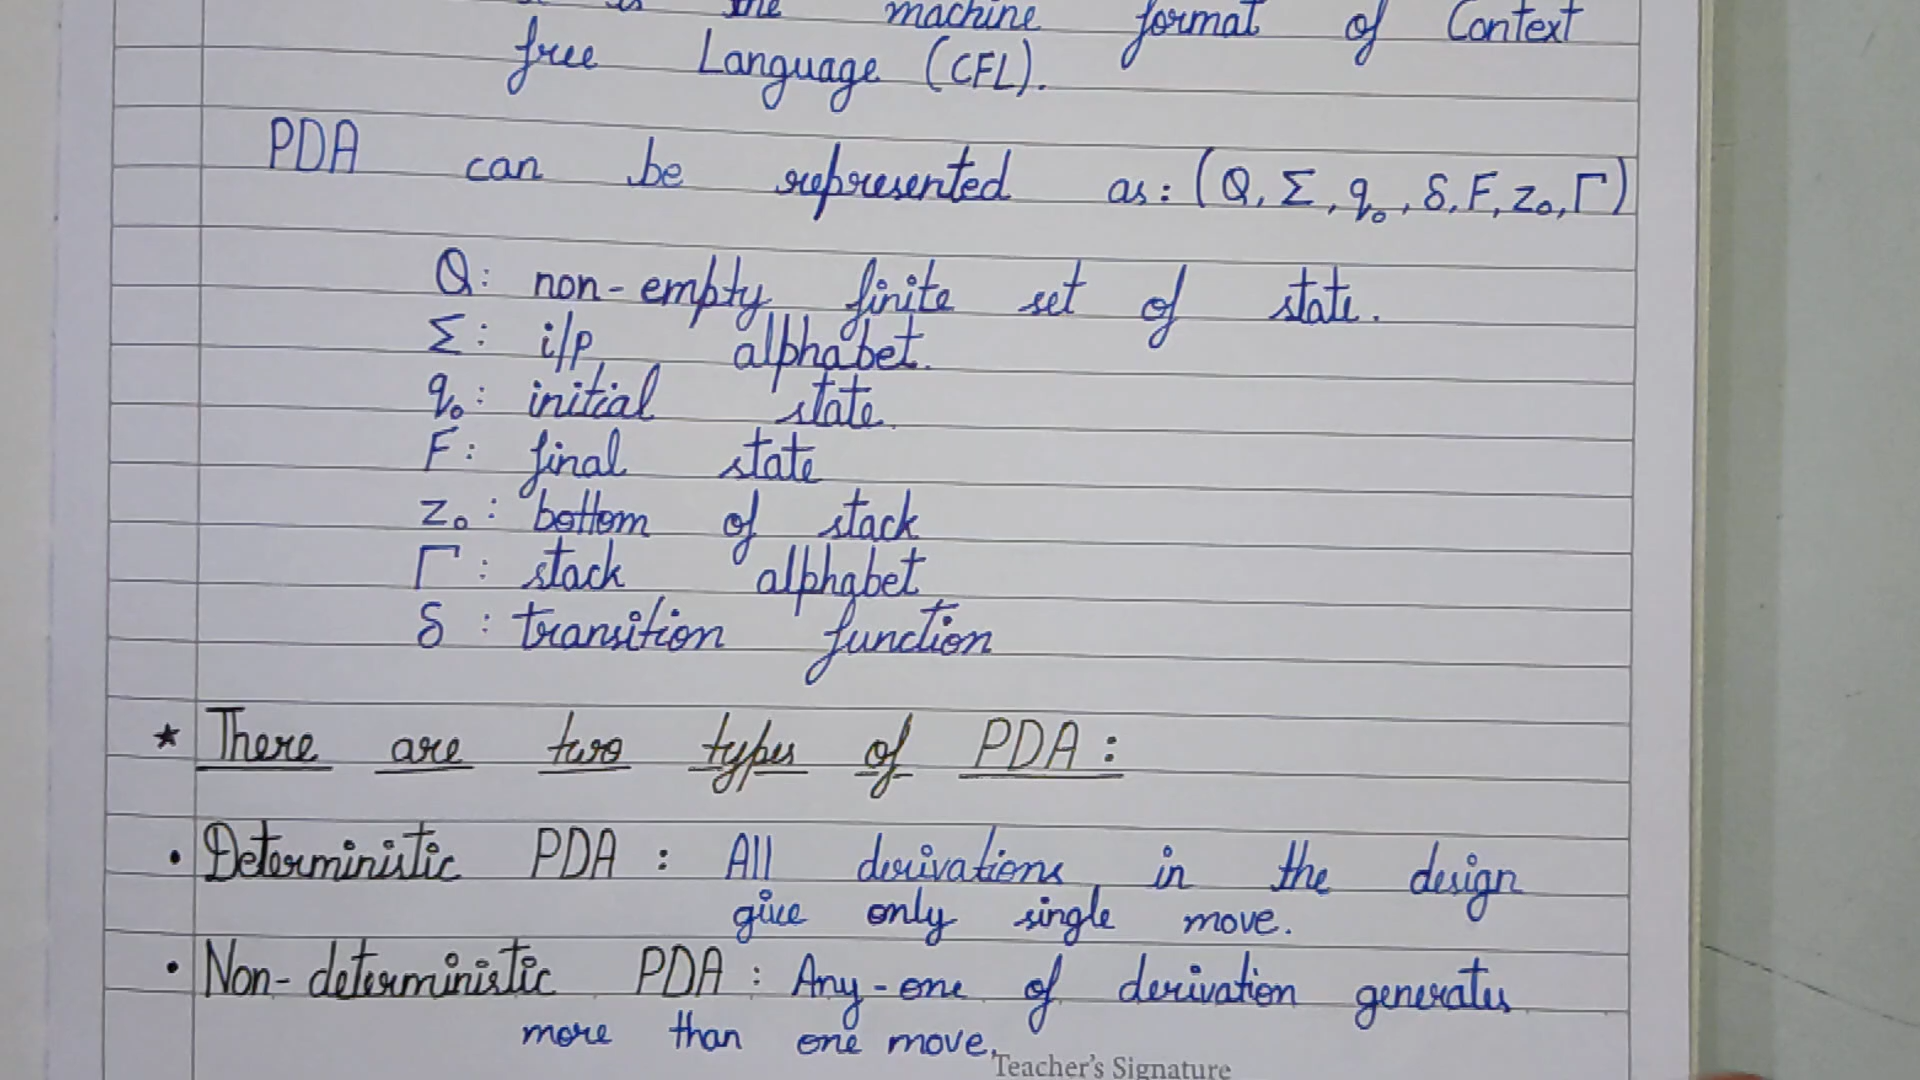 is the machine format of Context
free Language (CFL).
PDA can be represented as: (Q, Σ, q₀, δ, F, z₀, Γ)
Q: non-empty finite set of state.
Σ: i/p alphabet.
q₀: initial state
F: final state
z₀: bottom of stack
Γ: stack alphabet
δ: transition function
★ There are two types of PDA:
• Deterministic PDA: All derivations in the design
give only single move.
• Non-deterministic PDA: Any-one of derivation generates
more than one move.
Teacher's Signature